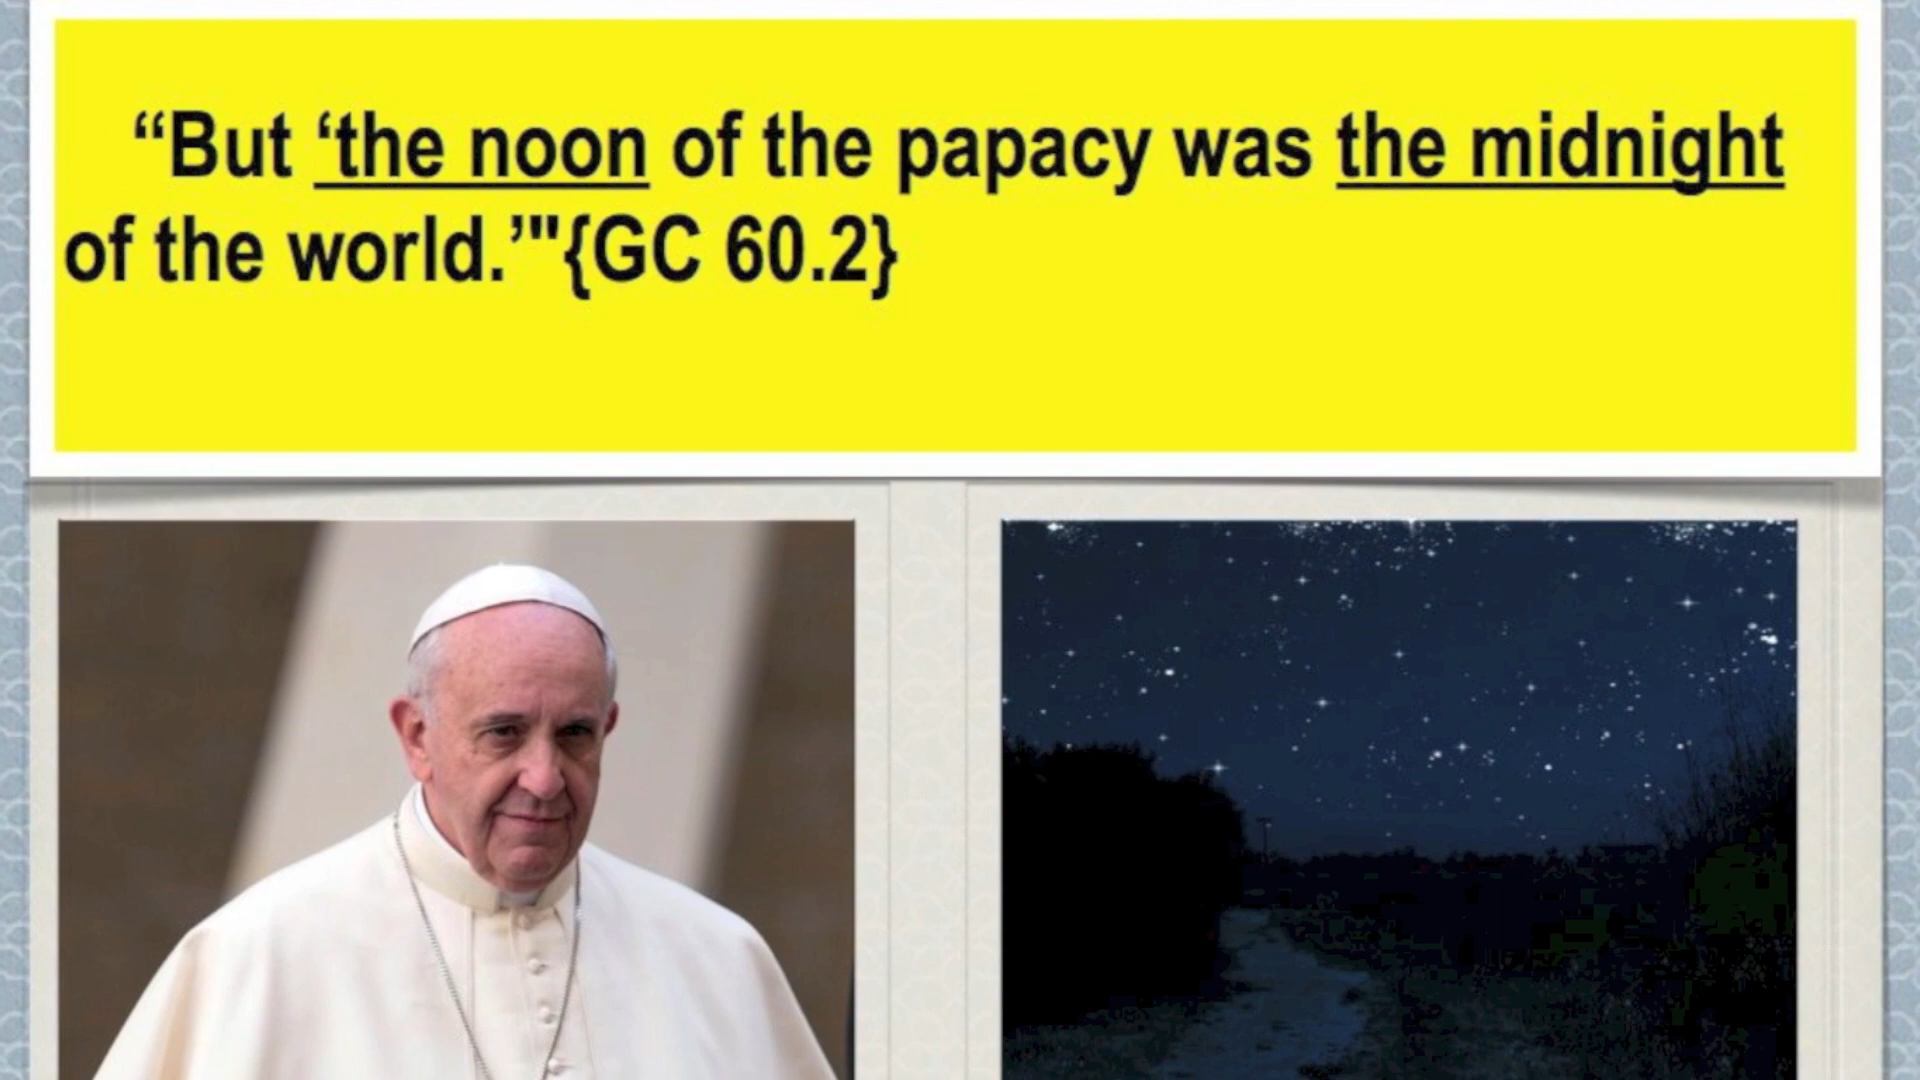 “But ‘the noon of the papacy was the midnight
of the world.’"{GC 60.2}